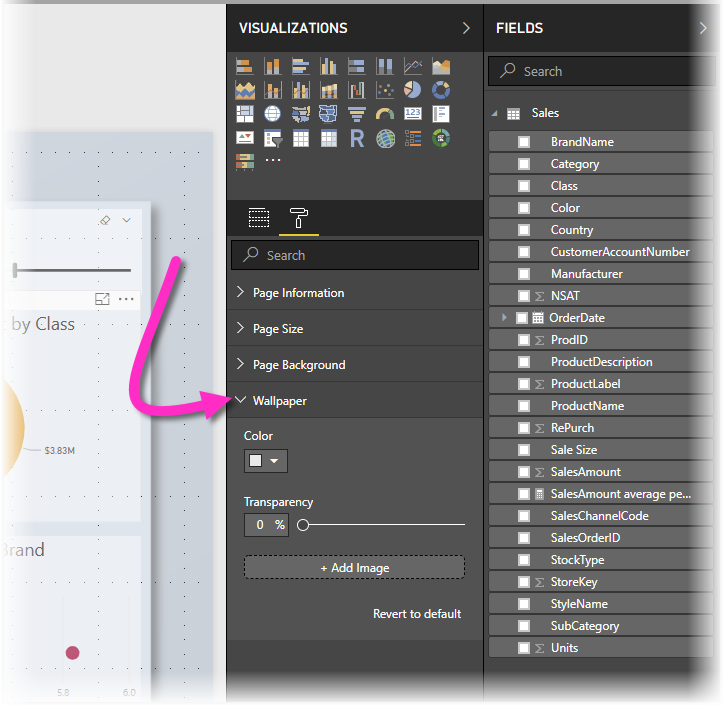 by Class
$3.83M
Brand
5.8 6.0
VISUALIZATIONS
123
R
Search
Page Information
Page Size
Page Background
Wallpaper
Color
Transparency
0 %
+ Add Image
Revert to default
FIELDS
Search
Sales
BrandName
Category
Class
Color
Country
CustomerAccountNumber
Manufacturer
Σ NSAT
OrderDate
Σ ProdID
ProductDescription
Σ ProductLabel
ProductName
Σ RePurch
Sale Size
Σ SalesAmount
SalesAmount average pe...
SalesChannelCode
SalesOrderID
StockType
Σ StoreKey
StyleName
SubCategory
Σ Units